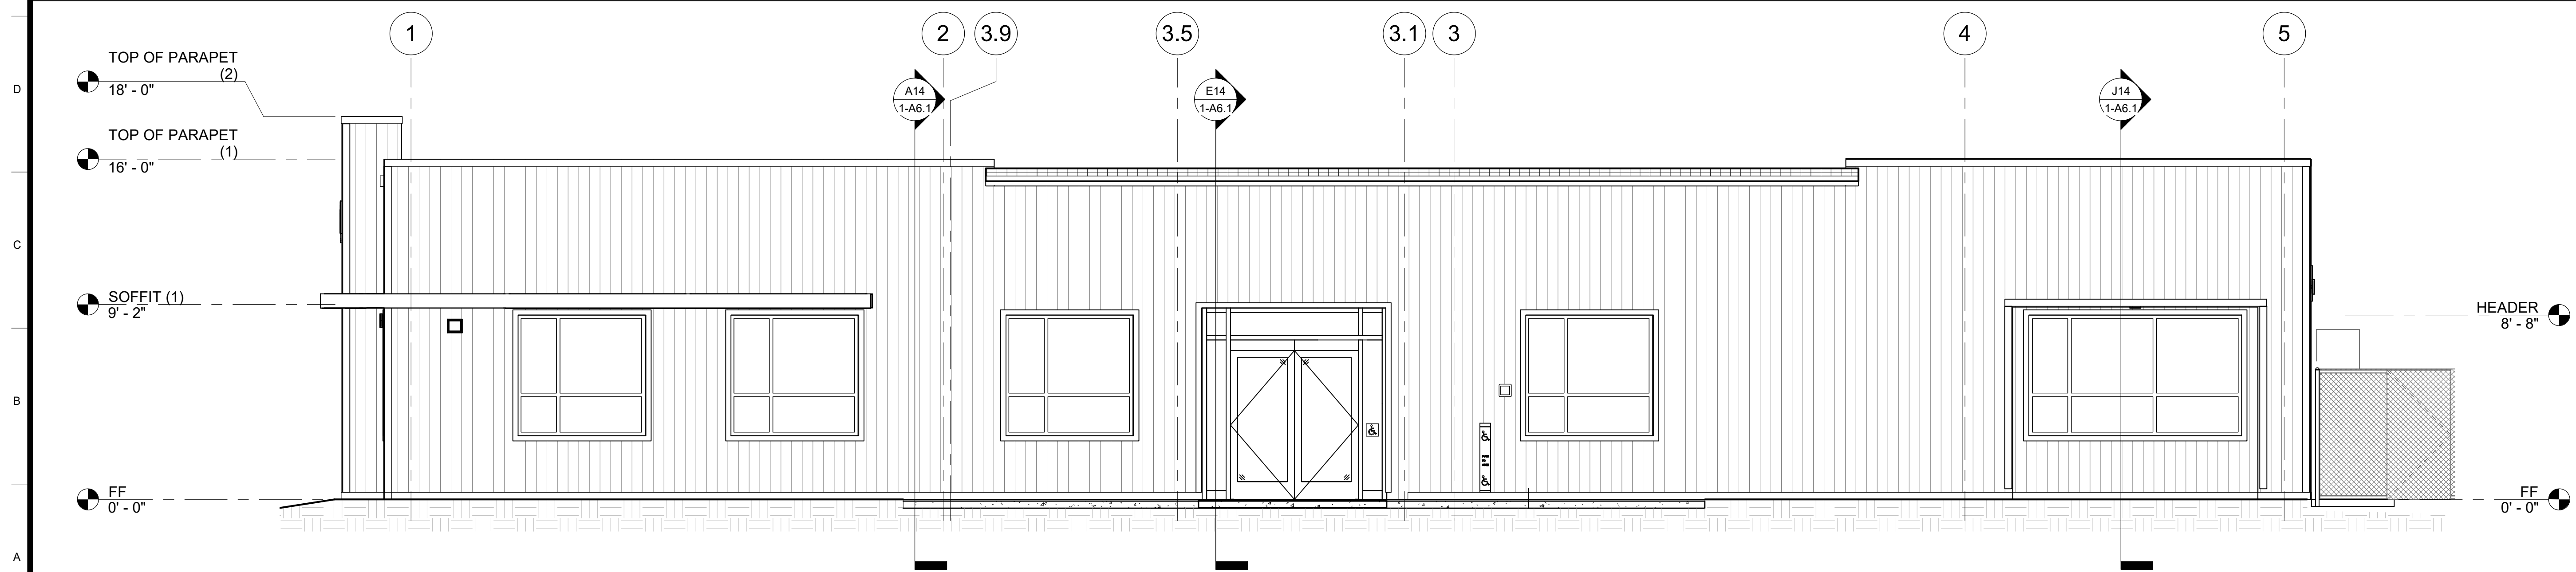 1
2
3.9
3.5
3.1
3
4
5
D
C
B
A
TOP OF PARAPET
(2)
18' - 0"
TOP OF PARAPET
(1)
16' - 0"
SOFFIT (1)
9' - 2"
FF
0' - 0"
A14
1-A6.1
E14
1-A6.1
J14
1-A6.1
HEADER
8' - 8"
FF
0' - 0"